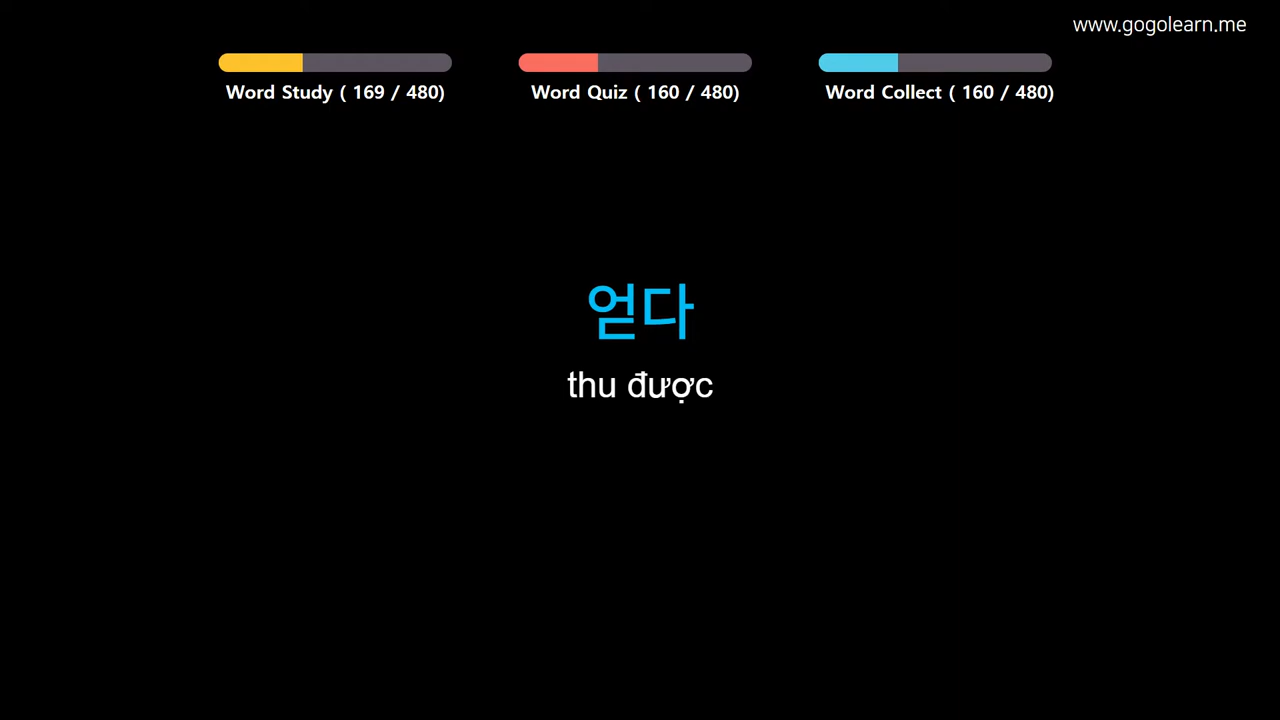 www.gogolearn.me
Word Study ( 169 / 480)
Word Quiz ( 160 / 480)
Word Collect ( 160 / 480)
얻다
thu được